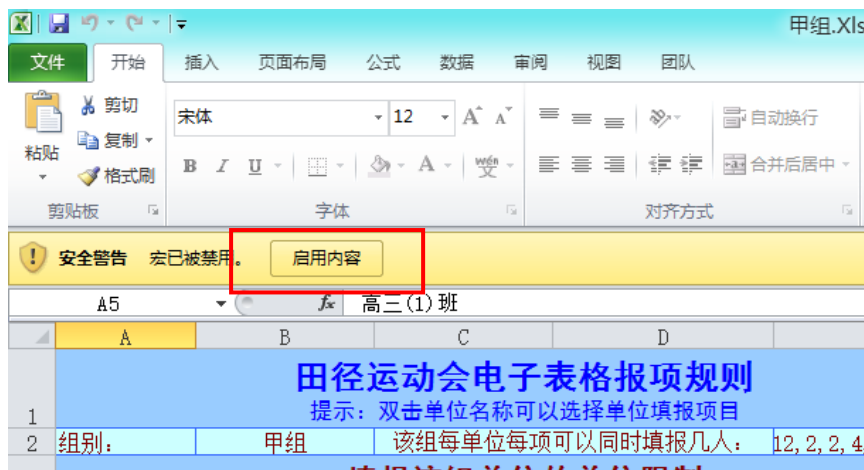 甲组.Xls
文件 开始 插入 页面布局 公式 数据 审阅 视图 团队
剪切
宋体 12 A A 自动换行
粘贴 复制
格式刷 B I U A wén 文 合并后居中
剪贴板 字体 对齐方式
安全警告 宏已被禁用。 启用内容
A5 fx 高三(1)班
A B C D
田径运动会电子表格报项规则
1 提示：双击单位名称可以选择单位填报项目
2 组别： 甲组 该组每单位每项可以同时填报几人： 12,2,2,4